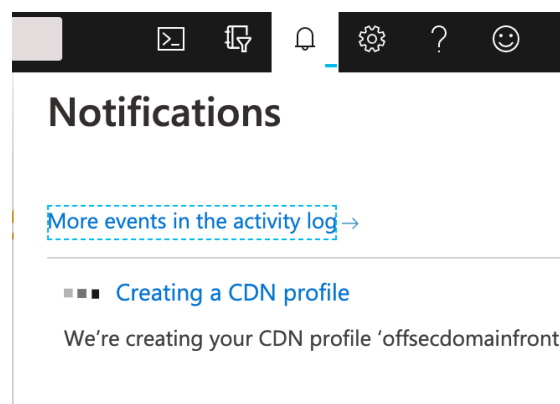 Notifications
More events in the activity log →
Creating a CDN profile
We’re creating your CDN profile ‘offsecdomainfront